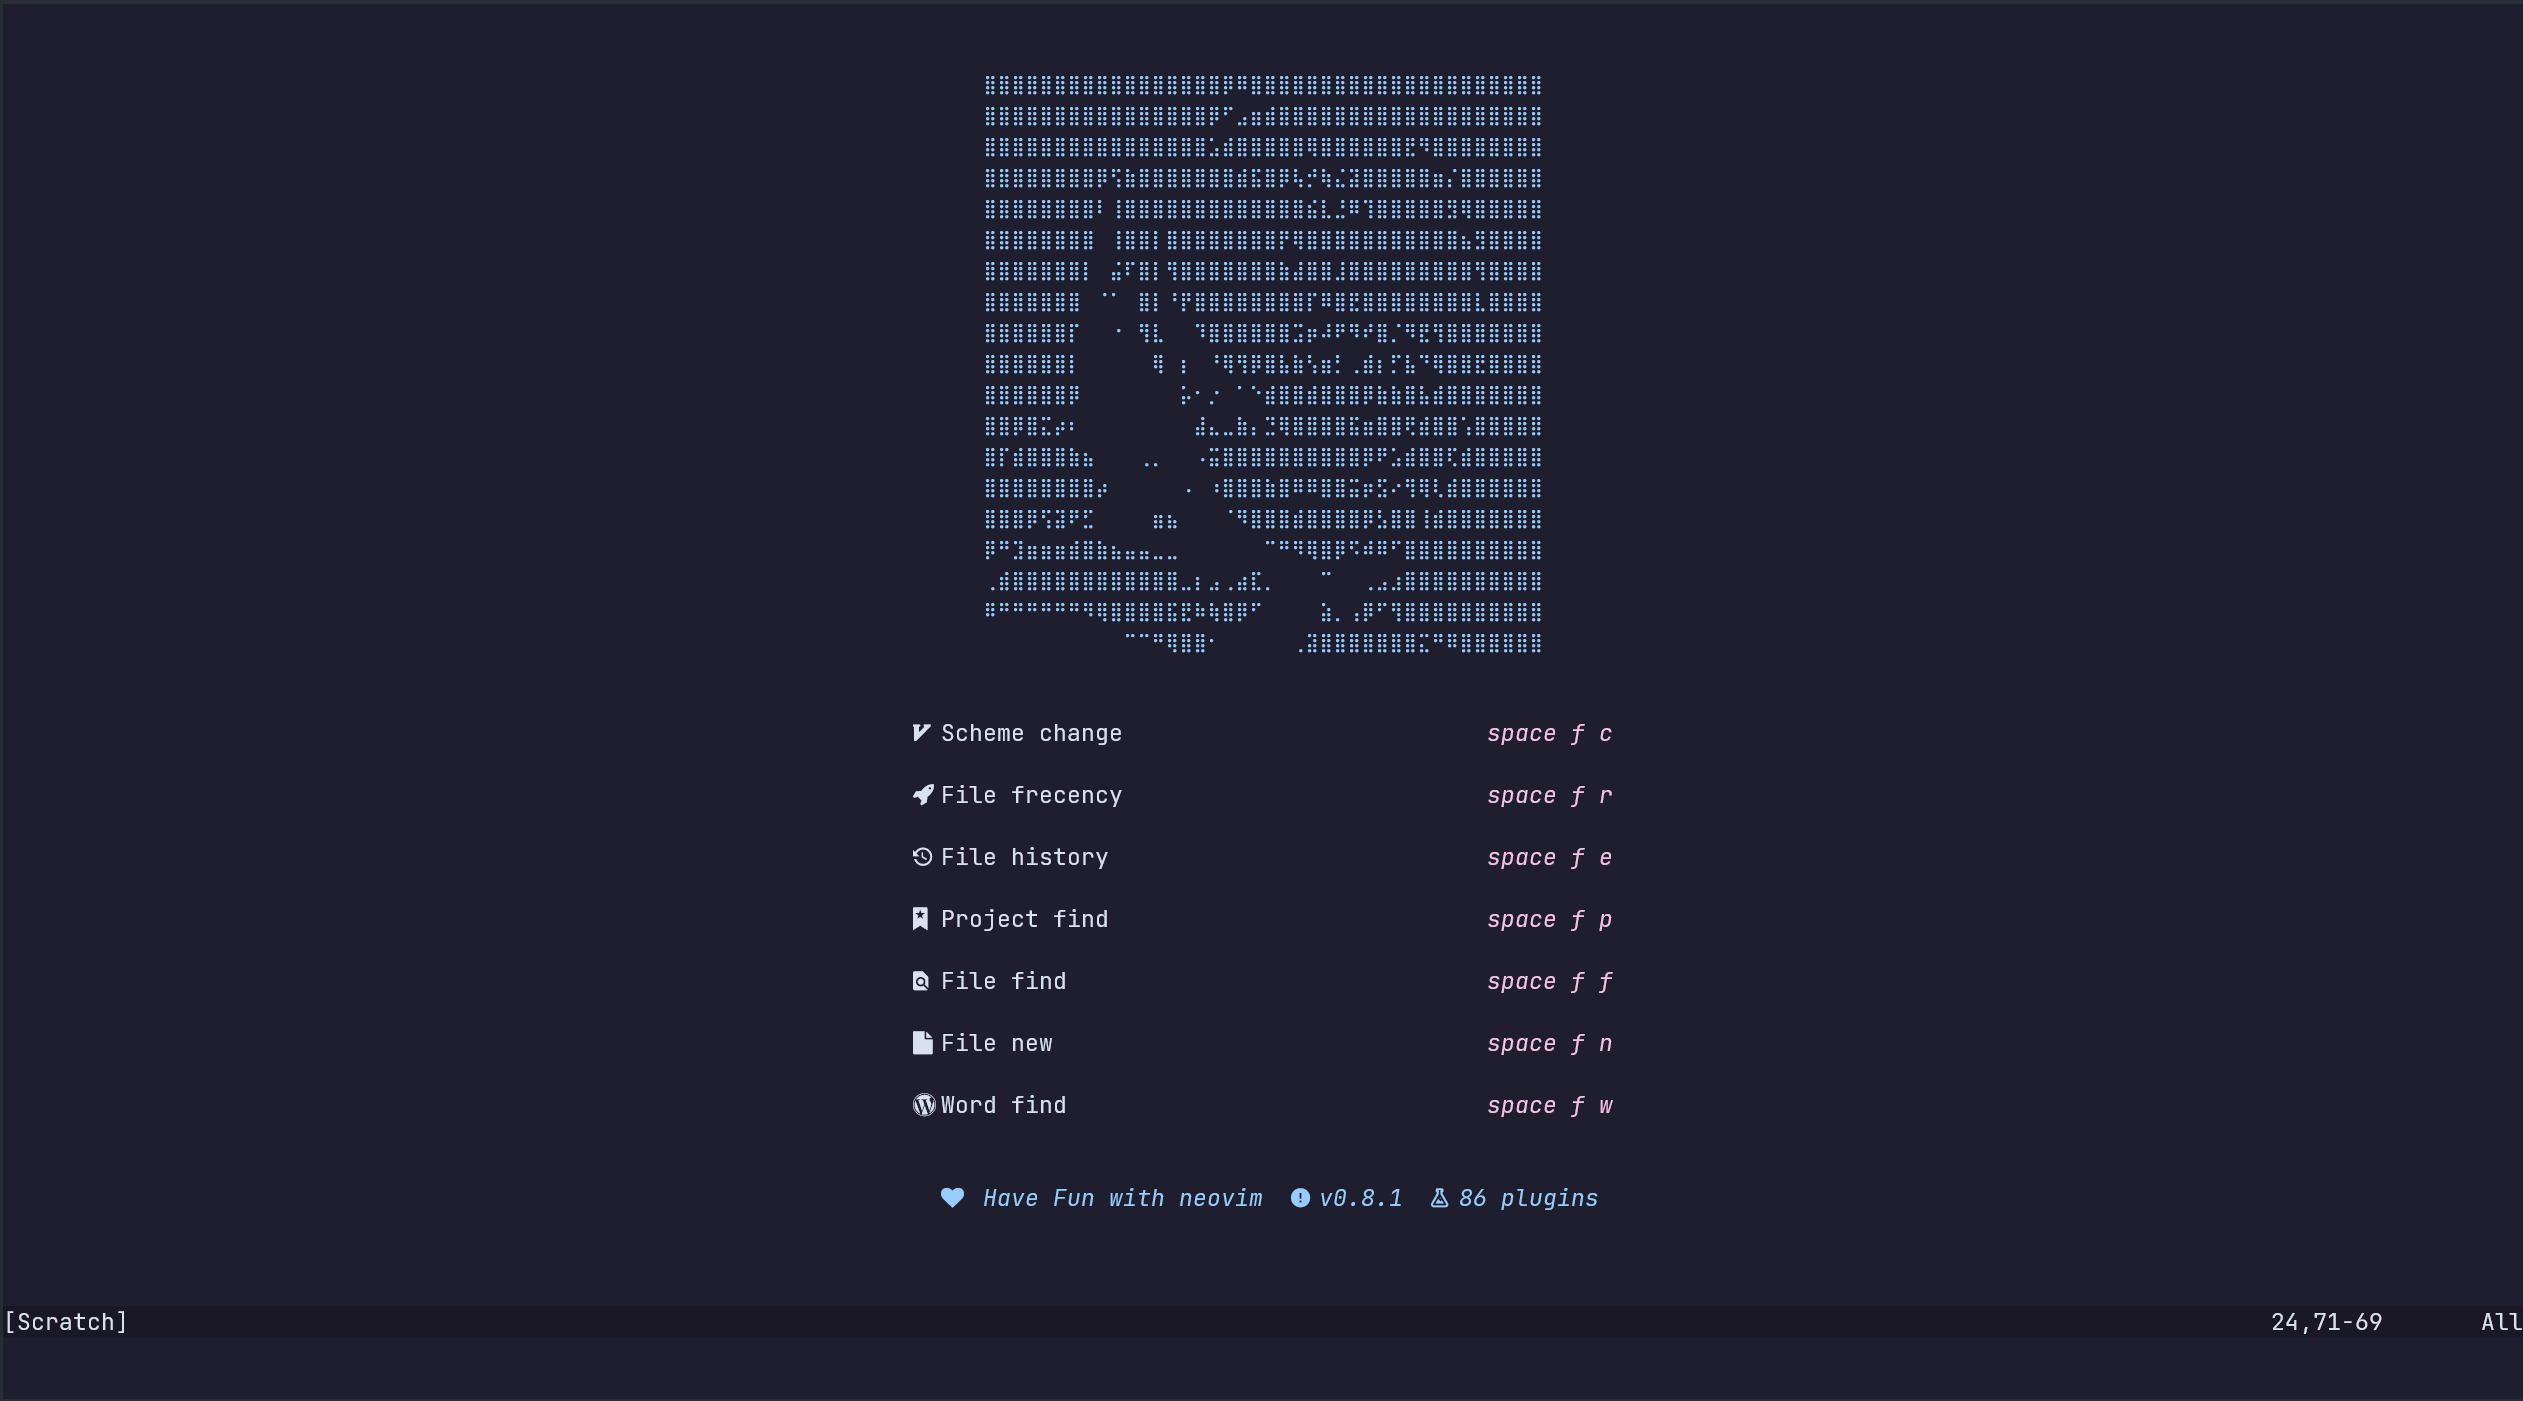 Scheme change space f c
File frecency space f r
File history space f e
Project find space f p
File find space f f
File new space f n
Word find space f w
Have Fun with neovim v0.8.1 86 plugins
[Scratch] 24,71-69 All